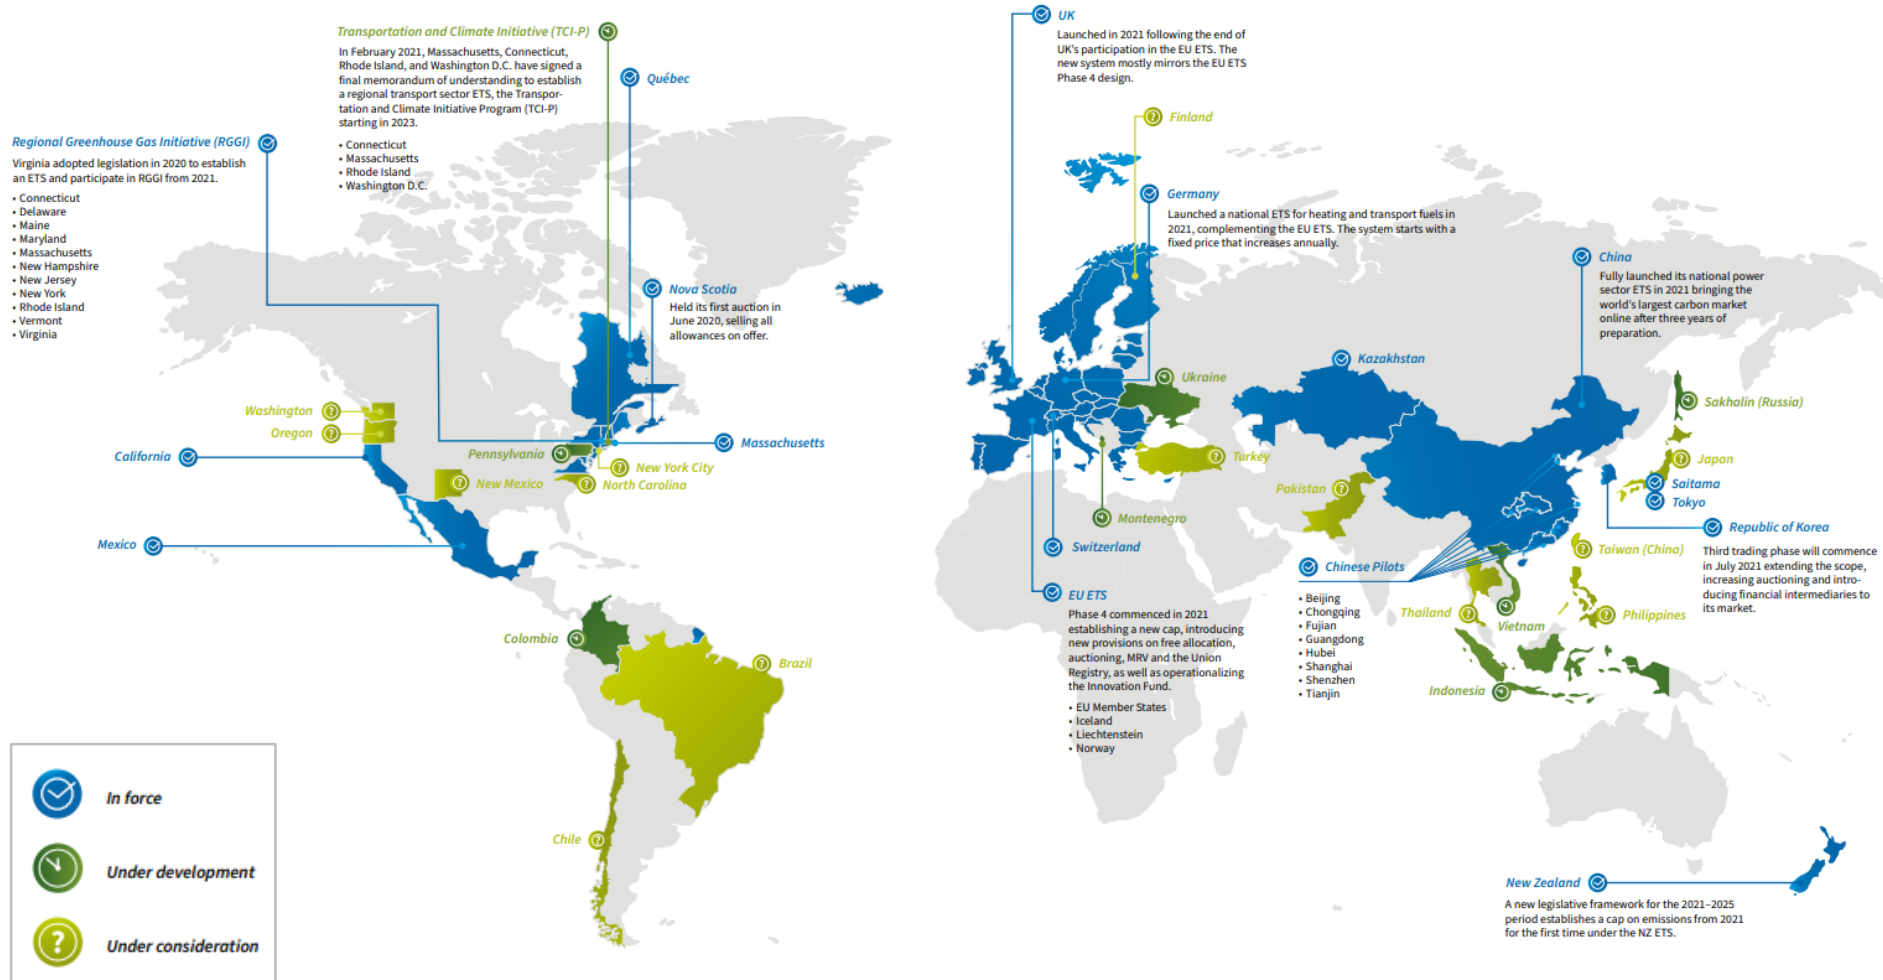 Transportation and Climate Initiative (TCI-P)
In February 2021, Massachusetts, Connecticut,
Rhode Island, and Washington D.C. have signed a
final memorandum of understanding to establish
a regional transport sector ETS, the Transpor-
tation and Climate Initiative Program (TCI-P)
starting in 2023.
• Connecticut
• Massachusetts
• Rhode Island
• Washington D.C.
Québec
Regional Greenhouse Gas Initiative (RGGI)
Virginia adopted legislation in 2020 to establish
an ETS and participate in RGGI from 2021.
• Connecticut
• Delaware
• Maine
• Maryland
• Massachusetts
• New Hampshire
• New Jersey
• New York
• Rhode Island
• Vermont
• Virginia
Nova Scotia
Held its first auction in
June 2020, selling all
allowances on offer.
Washington
Oregon
California
Mexico
New Mexico
Pennsylvania
Massachusetts
New York City
North Carolina
Colombia
Brazil
Chile
UK
Launched in 2021 following the end of
UK's participation in the EU ETS. The
new system mostly mirrors the EU ETS
Phase 4 design.
Finland
Germany
Launched a national ETS for heating and transport fuels in
2021, complementing the EU ETS. The system starts with a
fixed price that increases annually.
China
Fully launched its national power
sector ETS in 2021 bringing the
world's largest carbon market
online after three years of
preparation.
Kazakhstan
Ukraine
Sakhalin (Russia)
Turkey
Pakistan
Japan
Saitama
Tokyo
Montenegro
Switzerland
Republic of Korea
Third trading phase will commence
in July 2021 extending the scope,
increasing auctioning and intro-
ducing financial intermediaries to
its market.
Taiwan (China)
Chinese Pilots
• Beijing
• Chongqing
• Fujian
• Guangdong
• Hubei
• Shanghai
• Shenzhen
• Tianjin
EU ETS
Phase 4 commenced in 2021
establishing a new cap, introducing
new provisions on free allocation,
auctioning, MRV and the Union
Registry, as well as operationalizing
the Innovation Fund.
• EU Member States
• Iceland
• Liechtenstein
• Norway
Thailand
Vietnam
Philippines
Indonesia
New Zealand
A new legislative framework for the 2021–2025
period establishes a cap on emissions from 2021
for the first time under the NZ ETS.
In force
Under development
? Under consideration